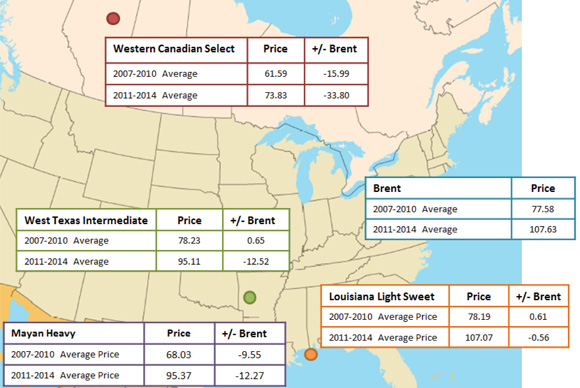 Western Canadian Select Price +/- Brent
2007-2010 Average 61.59 -15.99
2011-2014 Average 73.83 -33.80
Brent Price
2007-2010 Average 77.58
2011-2014 Average 107.63
West Texas Intermediate Price +/- Brent
2007-2010 Average 78.23 0.65
2011-2014 Average 95.11 -12.52
Louisiana Light Sweet Price +/- Brent
2007-2010 Average Price 78.19 0.61
2011-2014 Average Price 107.07 -0.56
Mayan Heavy Price +/- Brent
2007-2010 Average Price 68.03 -9.55
2011-2014 Average Price 95.37 -12.27